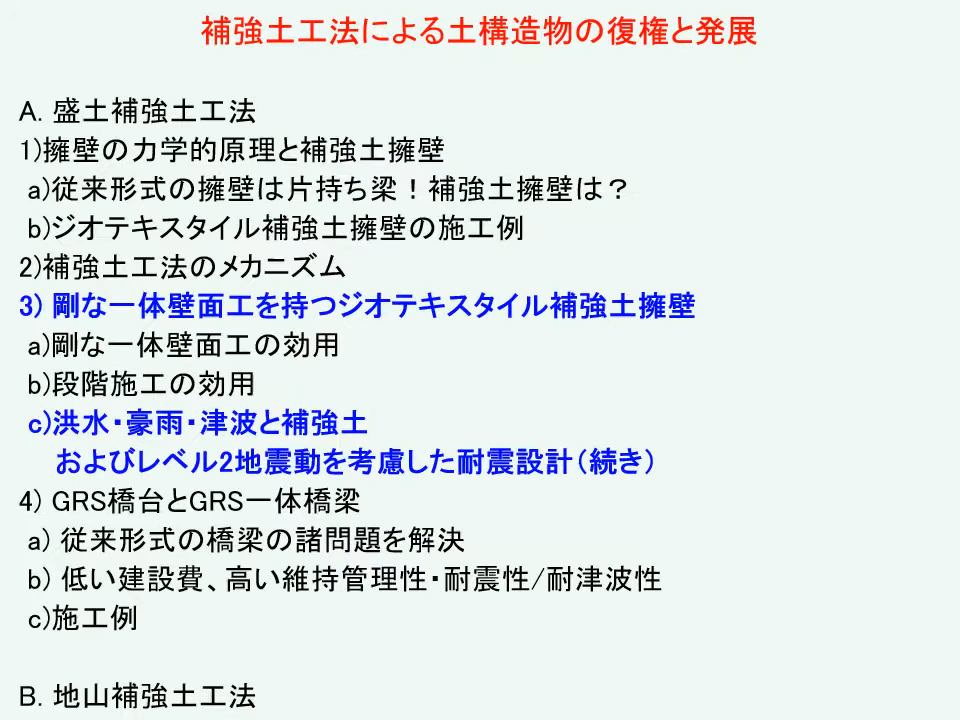 補強土工法による土構造物の復権と発展
A. 盛土補強土工法
1)擁壁の力学的原理と補強土擁壁
a)従来形式の擁壁は片持ち梁！補強土擁壁は？
b)ジオテキスタイル補強土擁壁の施工例
2)補強土工法のメカニズム
3) 剛な一体壁面工を持つジオテキスタイル補強土擁壁
a)剛な一体壁面工の効用
b)段階施工の効用
c)洪水・豪雨・津波と補強土
およびレベル2地震動を考慮した耐震設計（続き）
4) GRS橋台とGRS一体橋梁
a) 従来形式の橋梁の諸問題を解決
b) 低い建設費、高い維持管理性・耐震性/耐津波性
c)施工例
B. 地山補強土工法